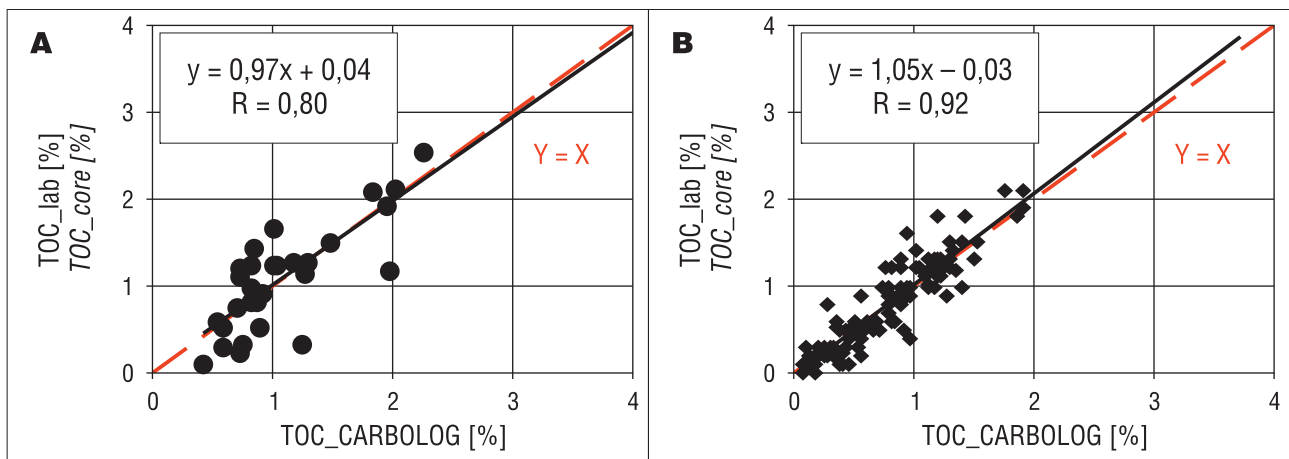 A
y = 0,97x + 0,04
R = 0,80
Y = X
TOC_lab [%]
TOC_core [%]
4
3
2
1
0
0 1 2 3 4
TOC_CARBOLOG [%]
B
y = 1,05x – 0,03
R = 0,92
Y = X
TOC_lab [%]
TOC_core [%]
4
3
2
1
0
0 1 2 3 4
TOC_CARBOLOG [%]